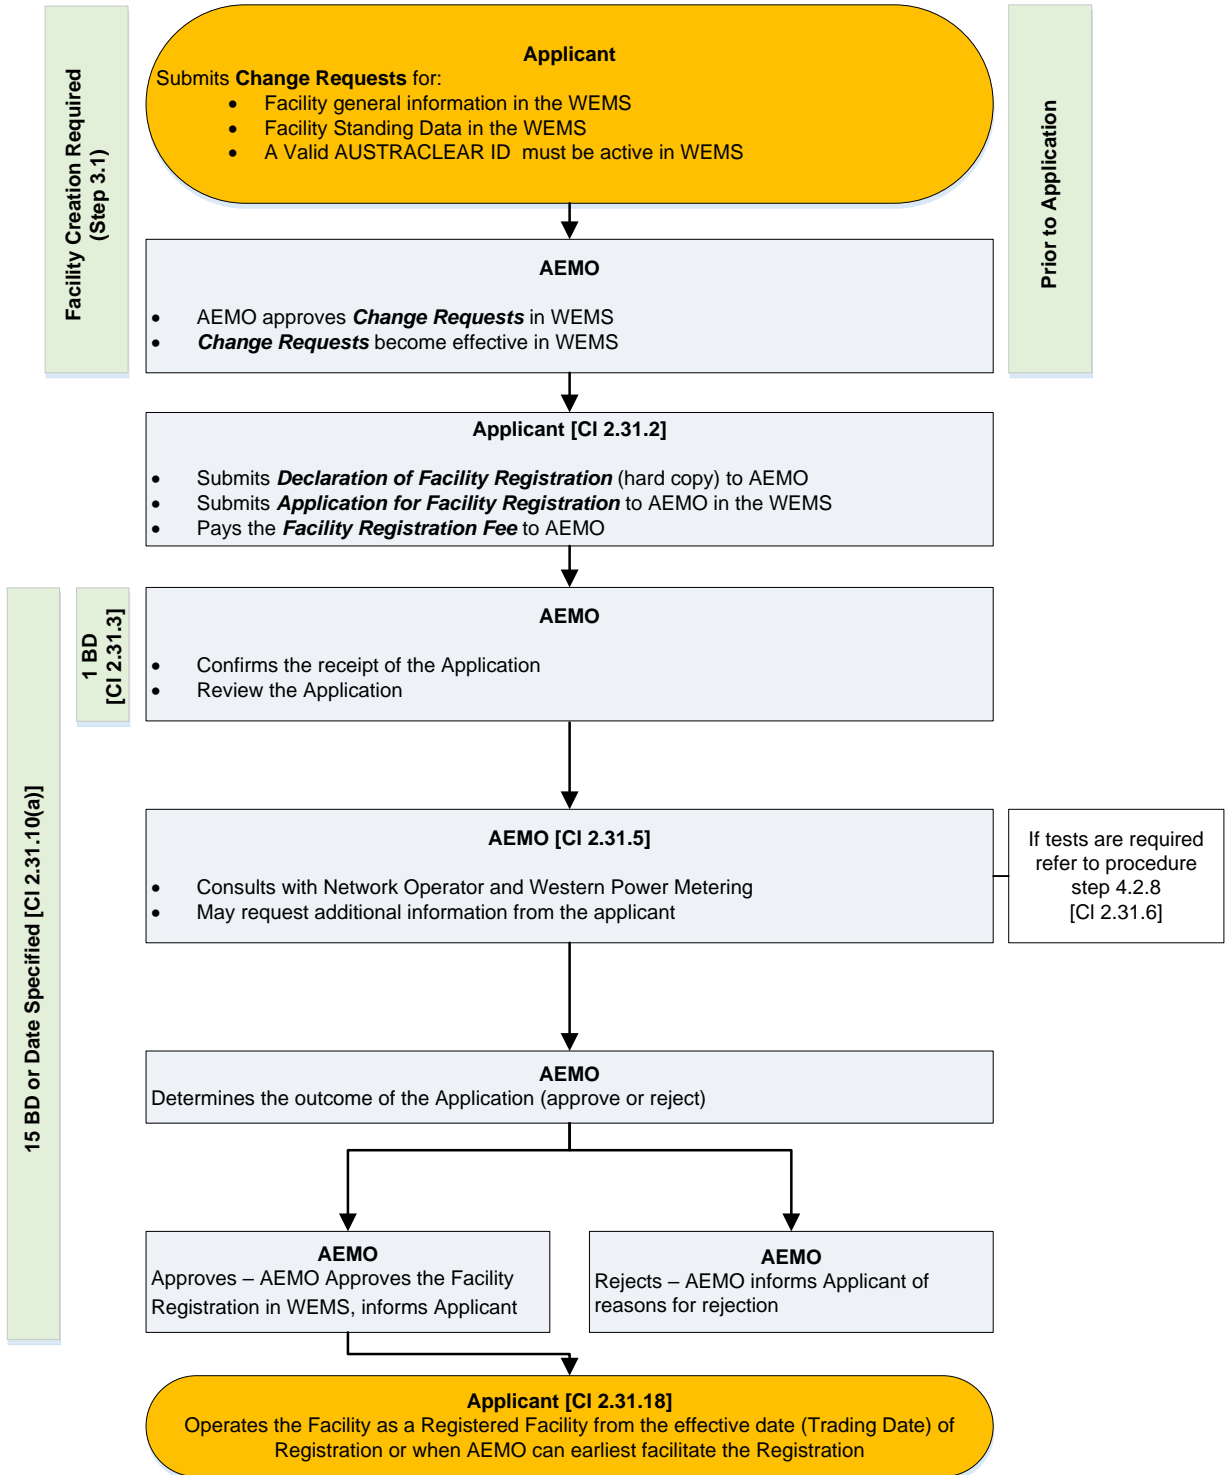 Facility Creation Required
(Step 3.1)
Applicant
Submits Change Requests for:
• Facility general information in the WEMS
• Facility Standing Data in the WEMS
• A Valid AUSTRACLEAR ID must be active in WEMS
Prior to Application
AEMO
• AEMO approves Change Requests in WEMS
• Change Requests become effective in WEMS
Applicant [Cl 2.31.2]
• Submits Declaration of Facility Registration (hard copy) to AEMO
• Submits Application for Facility Registration to AEMO in the WEMS
• Pays the Facility Registration Fee to AEMO
15 BD or Date Specified [Cl 2.31.10(a)]
1 BD
[Cl 2.31.3]
AEMO
• Confirms the receipt of the Application
• Review the Application
AEMO [Cl 2.31.5]
• Consults with Network Operator and Western Power Metering
• May request additional information from the applicant
If tests are required
refer to procedure
step 4.2.8
[Cl 2.31.6]
AEMO
Determines the outcome of the Application (approve or reject)
AEMO
Approves – AEMO Approves the Facility
Registration in WEMS, informs Applicant
AEMO
Rejects – AEMO informs Applicant of
reasons for rejection
Applicant [Cl 2.31.18]
Operates the Facility as a Registered Facility from the effective date (Trading Date) of
Registration or when AEMO can earliest facilitate the Registration